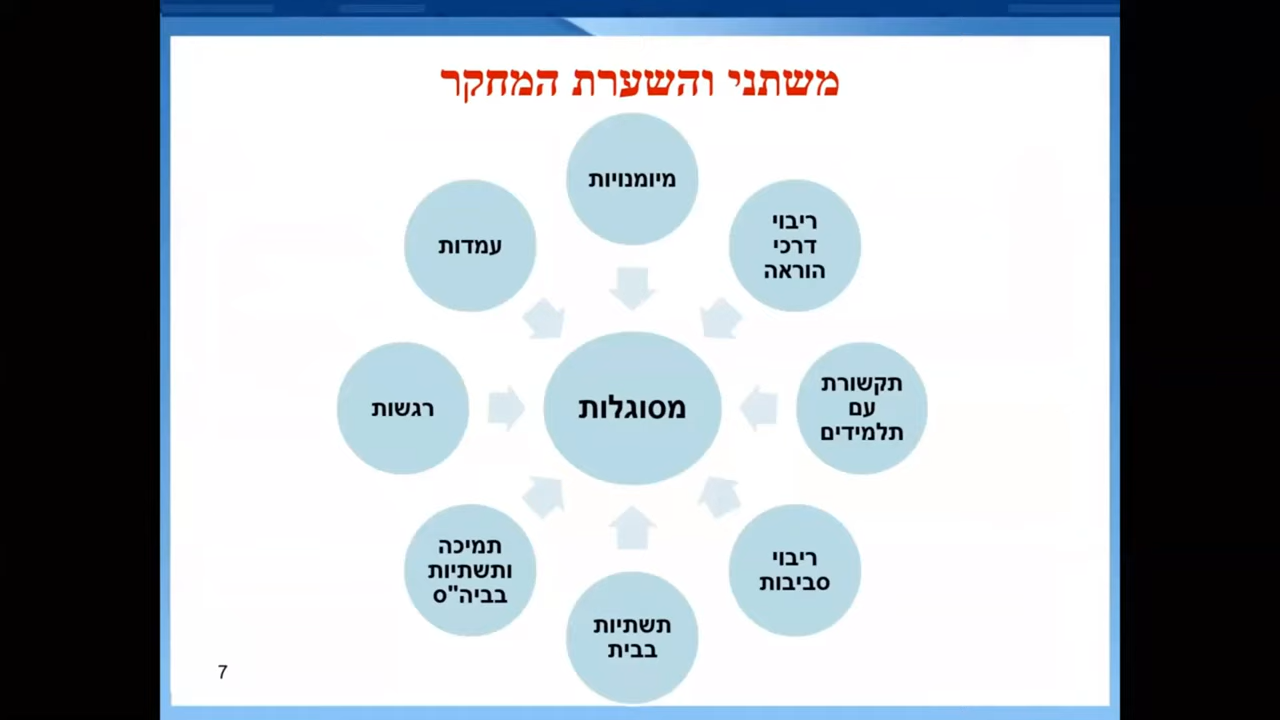 משתני והשערת המחקר
מיומנויות
ריבוי
דרכי
הוראה
תקשורת
עם
תלמידים
ריבוי
סביבות
תשתיות
בבית
תמיכה
ותשתיות
בביה"ס
רגשות
עמדות
מסוגלות
7